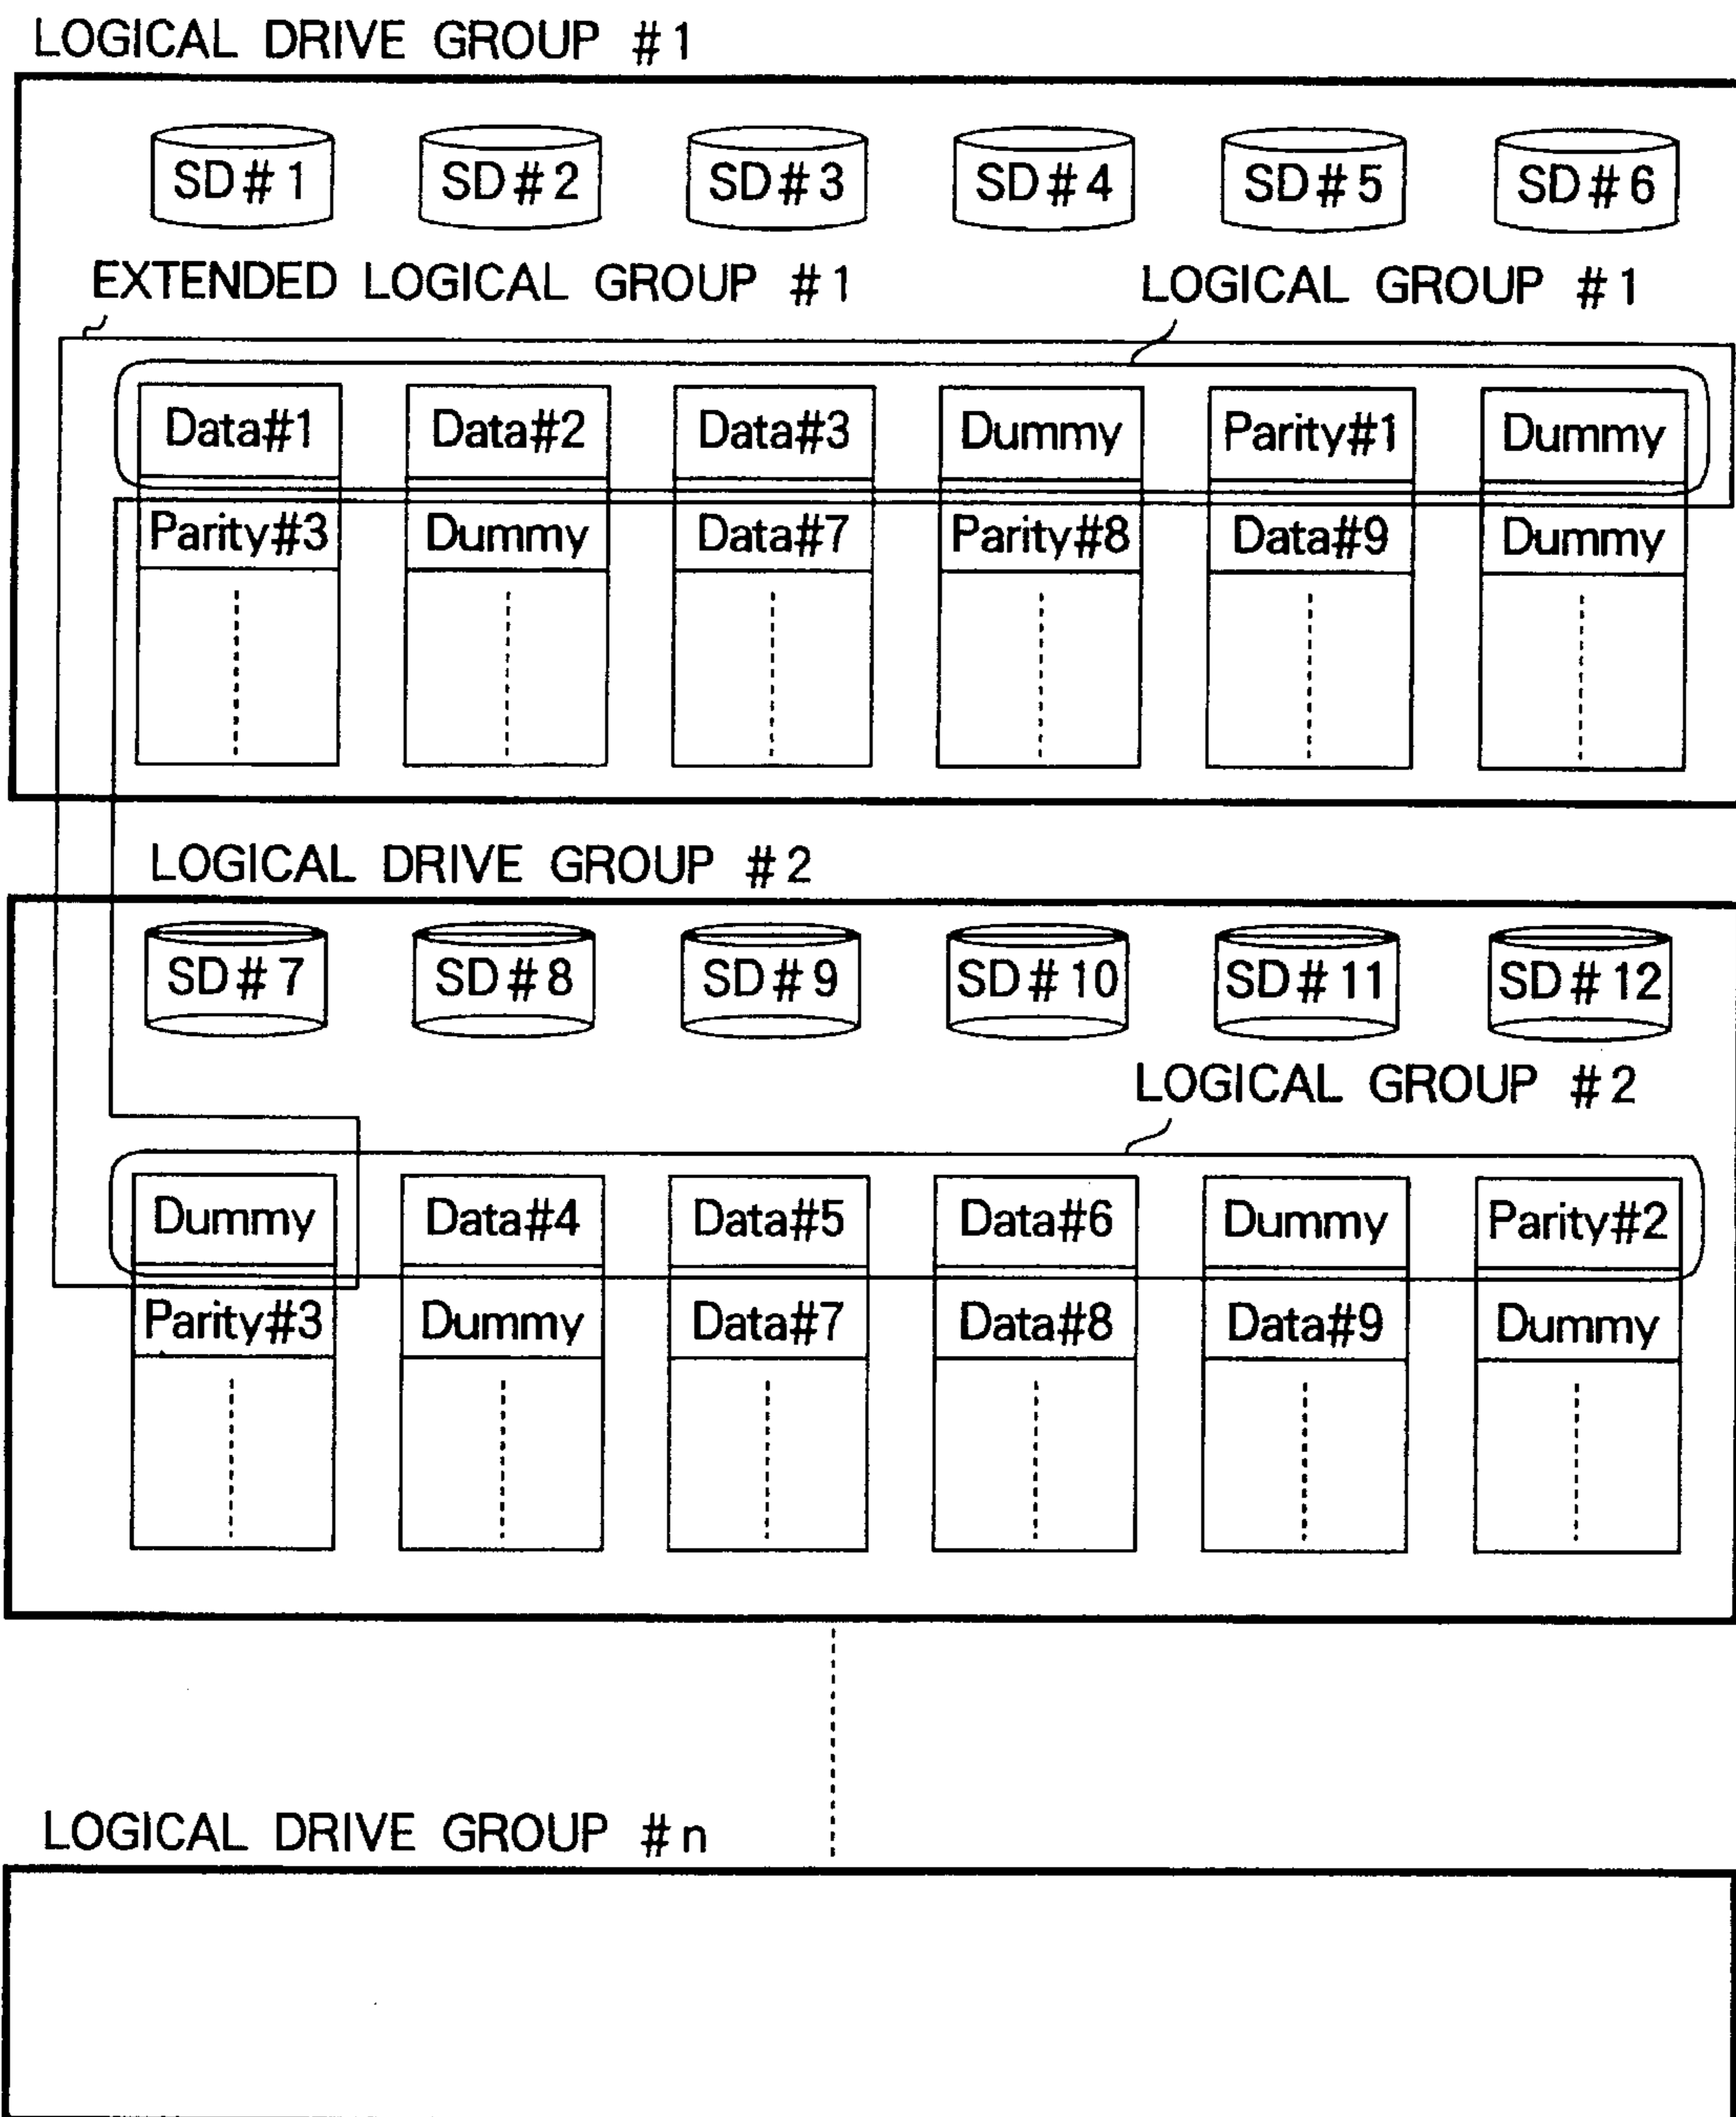 LOGICAL DRIVE GROUP #1
SD#1 SD#2 SD#3 SD#4 SD#5 SD#6
EXTENDED LOGICAL GROUP #1 LOGICAL GROUP #1
Data#1 Data#2 Data#3 Dummy Parity#1 Dummy
Parity#3 Dummy Data#7 Parity#8 Data#9 Dummy
LOGICAL DRIVE GROUP #2
SD#7 SD#8 SD#9 SD#10 SD#11 SD#12
LOGICAL GROUP #2
Dummy Data#4 Data#5 Data#6 Dummy Parity#2
Parity#3 Dummy Data#7 Data#8 Data#9 Dummy
LOGICAL DRIVE GROUP #n